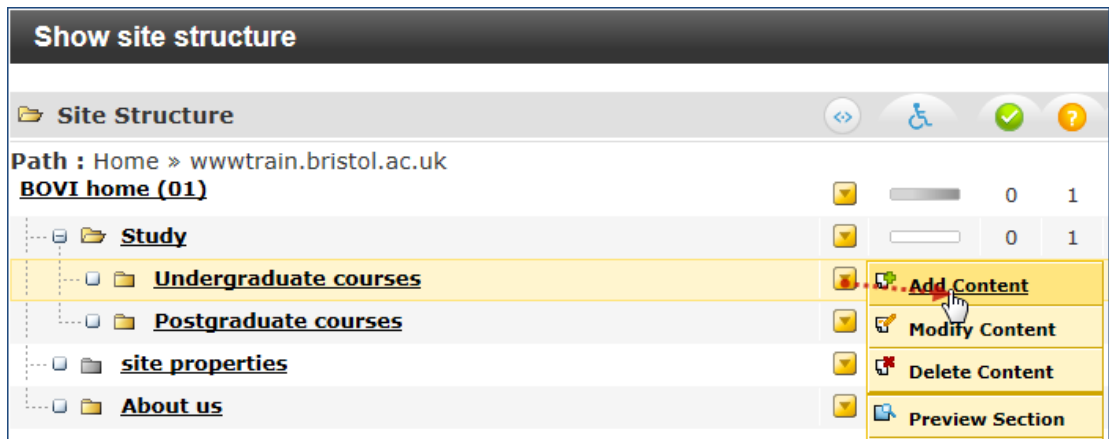 Show site structure
Site Structure
Path : Home » wwwtrain.bristol.ac.uk
BOVI home (01) 0 1
Study 0 1
Undergraduate courses Add Content
Postgraduate courses Modify Content
site properties Delete Content
About us Preview Section